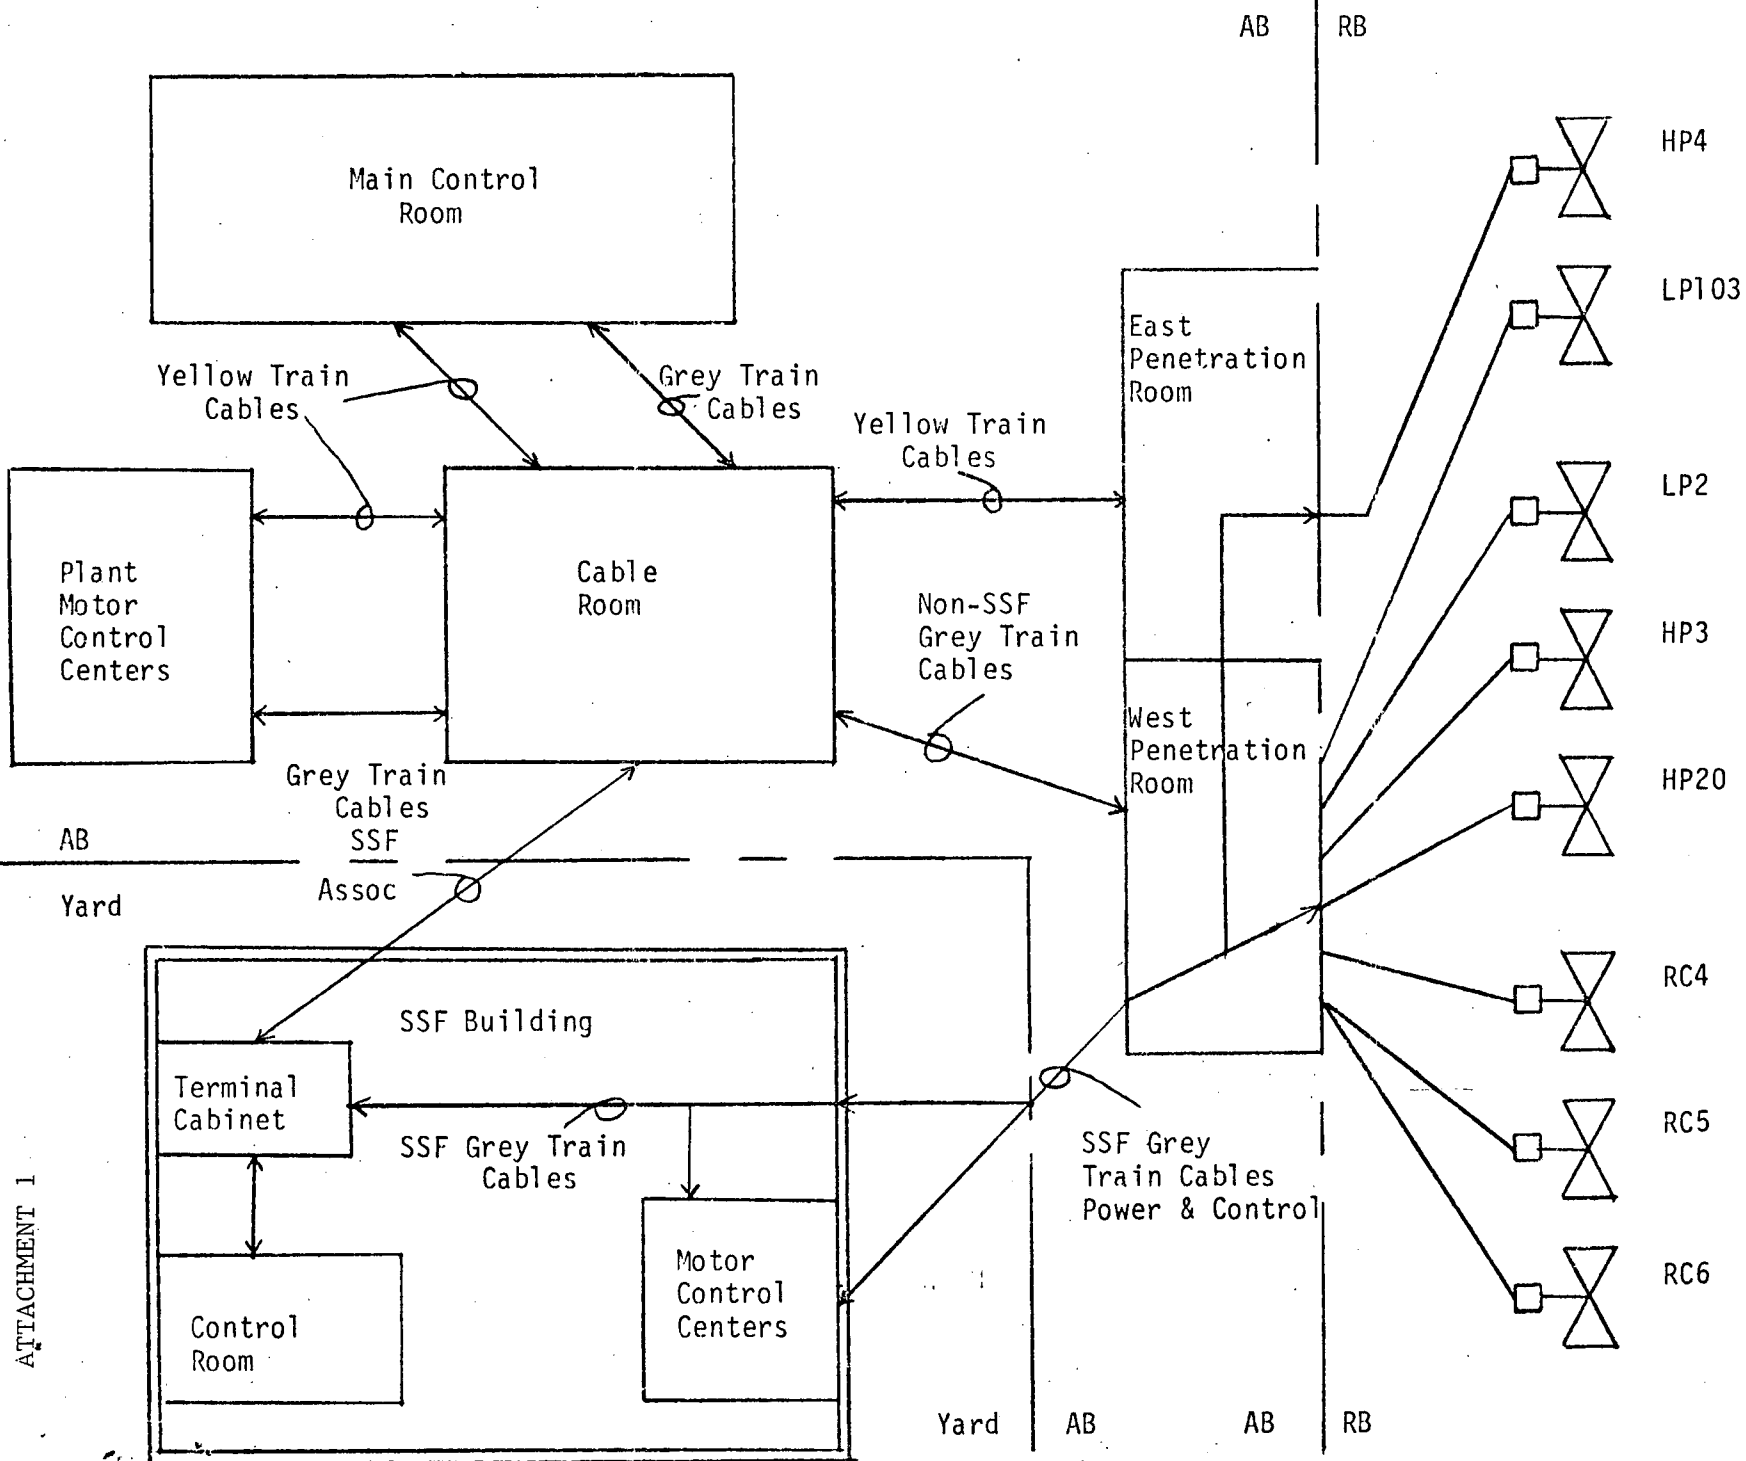 AB
RB
Main Control
Room
HP4
LP103
East
Penetration
Room
Yellow Train
Cables
Grey Train
Cables
Yellow Train
Cables
LP2
Plant
Motor
Control
Centers
Cable
Room
Non-SSF
Grey Train
Cables
HP3
West
Penetration
Room
HP20
Grey Train
Cables
SSF
Assoc
AB
Yard
SSF Building
RC4
Terminal
Cabinet
SSF Grey Train
Cables
SSF Grey
Train Cables
Power & Control
RC5
Motor
Control
Centers
Control
Room
RC6
Yard
AB
AB
RB
ATTACHMENT 1